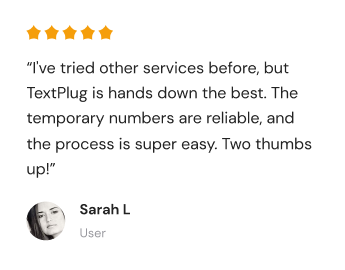 “I've tried other services before, but
TextPlug is hands down the best. The
temporary numbers are reliable, and
the process is super easy. Two thumbs
up!”
Sarah L
User